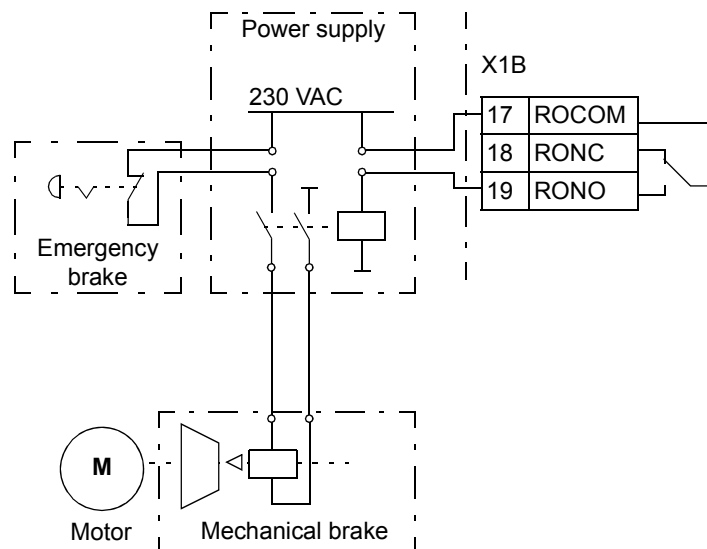 Power supply
X1B
230 VAC
17 ROCOM
18 RONC
19 RONO
Emergency
brake
M
Motor
Mechanical brake